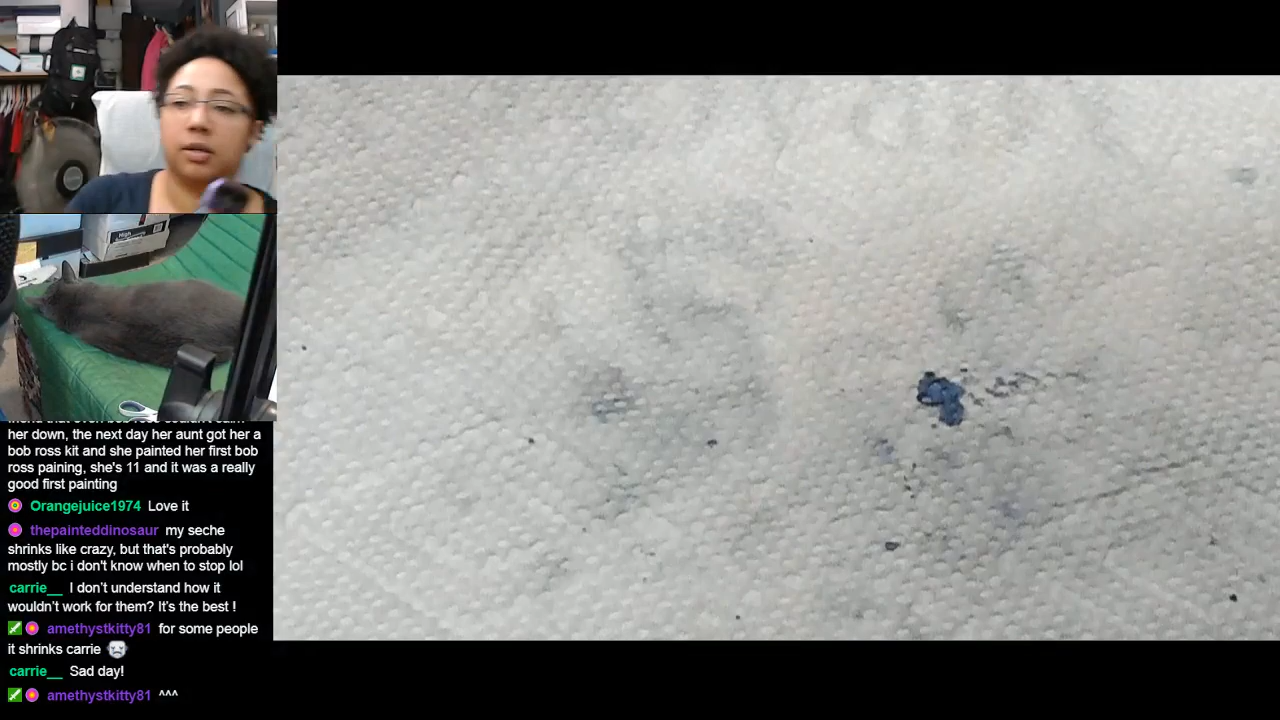 High
her down, the next day her aunt got her a
bob ross kit and she painted her first bob
ross paining, she's 11 and it was a really
good first painting
Orangejuice1974 Love it
thepainteddinosaur my seche
shrinks like crazy, but that's probably
mostly bc i don't know when to stop lol
carrie__ I don't understand how it
wouldn't work for them? It's the best !
amethystkitty81 for some people
it shrinks carrie
carrie__ Sad day!
amethystkitty81 ^^^